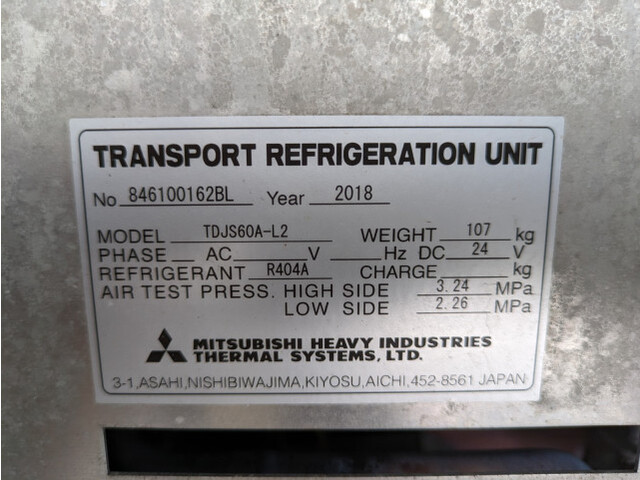 TRANSPORT REFRIGERATION UNIT
No 846100162BL Year 2018
MODEL TDJS60A-L2 WEIGHT 107 kg
PHASE AC V Hz DC 24 V
REFRIGERANT R404A CHARGE kg
AIR TEST PRESS. HIGH SIDE 3.24 MPa
LOW SIDE 2.26 MPa
MITSUBISHI HEAVY INDUSTRIES
THERMAL SYSTEMS, LTD.
3-1,ASAHI,NISHIBIWAJIMA,KIYOSU,AICHI,452-8561 JAPAN